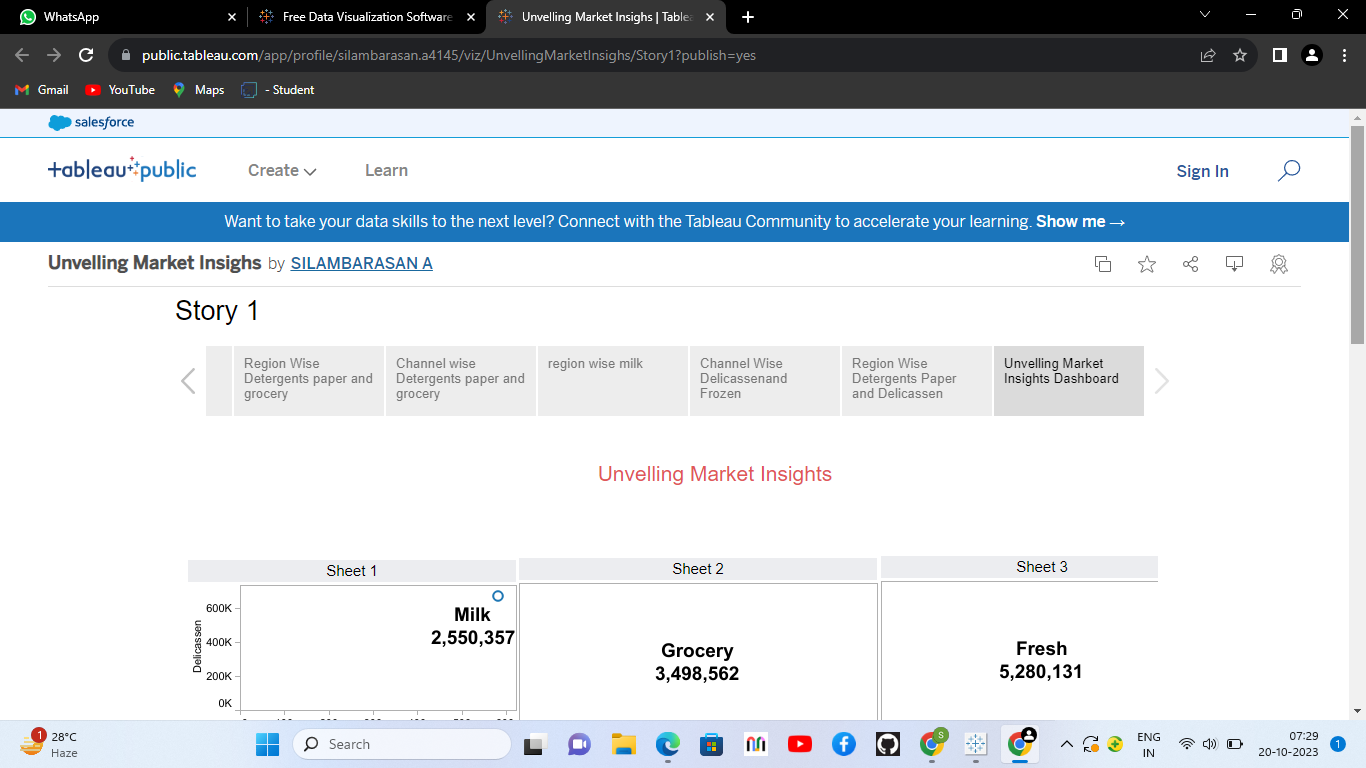 WhatsApp
Free Data Visualization Software
Unvelling Market Insighs | Table
public.tableau.com/app/profile/silambarasan.a4145/viz/UnvellingMarketInsighs/Story1?publish=yes
Gmail YouTube Maps - Student
salesforce
+ableau public Create Learn Sign In
Want to take your data skills to the next level? Connect with the Tableau Community to accelerate your learning. Show me →
Unvelling Market Insighs by SILAMBARASAN A
Story 1
Region Wise
Detergents paper and
grocery
Channel wise
Detergents paper and
grocery
region wise milk
Channel Wise
Delicassenand
Frozen
Region Wise
Detergents Paper
and Delicassen
Unvelling Market
Insights Dashboard
Unvelling Market Insights
Sheet 1
600K
400K
200K
0K
Delicassen
Milk
2,550,357
Sheet 2
Grocery
3,498,562
Sheet 3
Fresh
5,280,131
1
28°C
Haze
Search
S
ENG
IN
07:29
20-10-2023
1